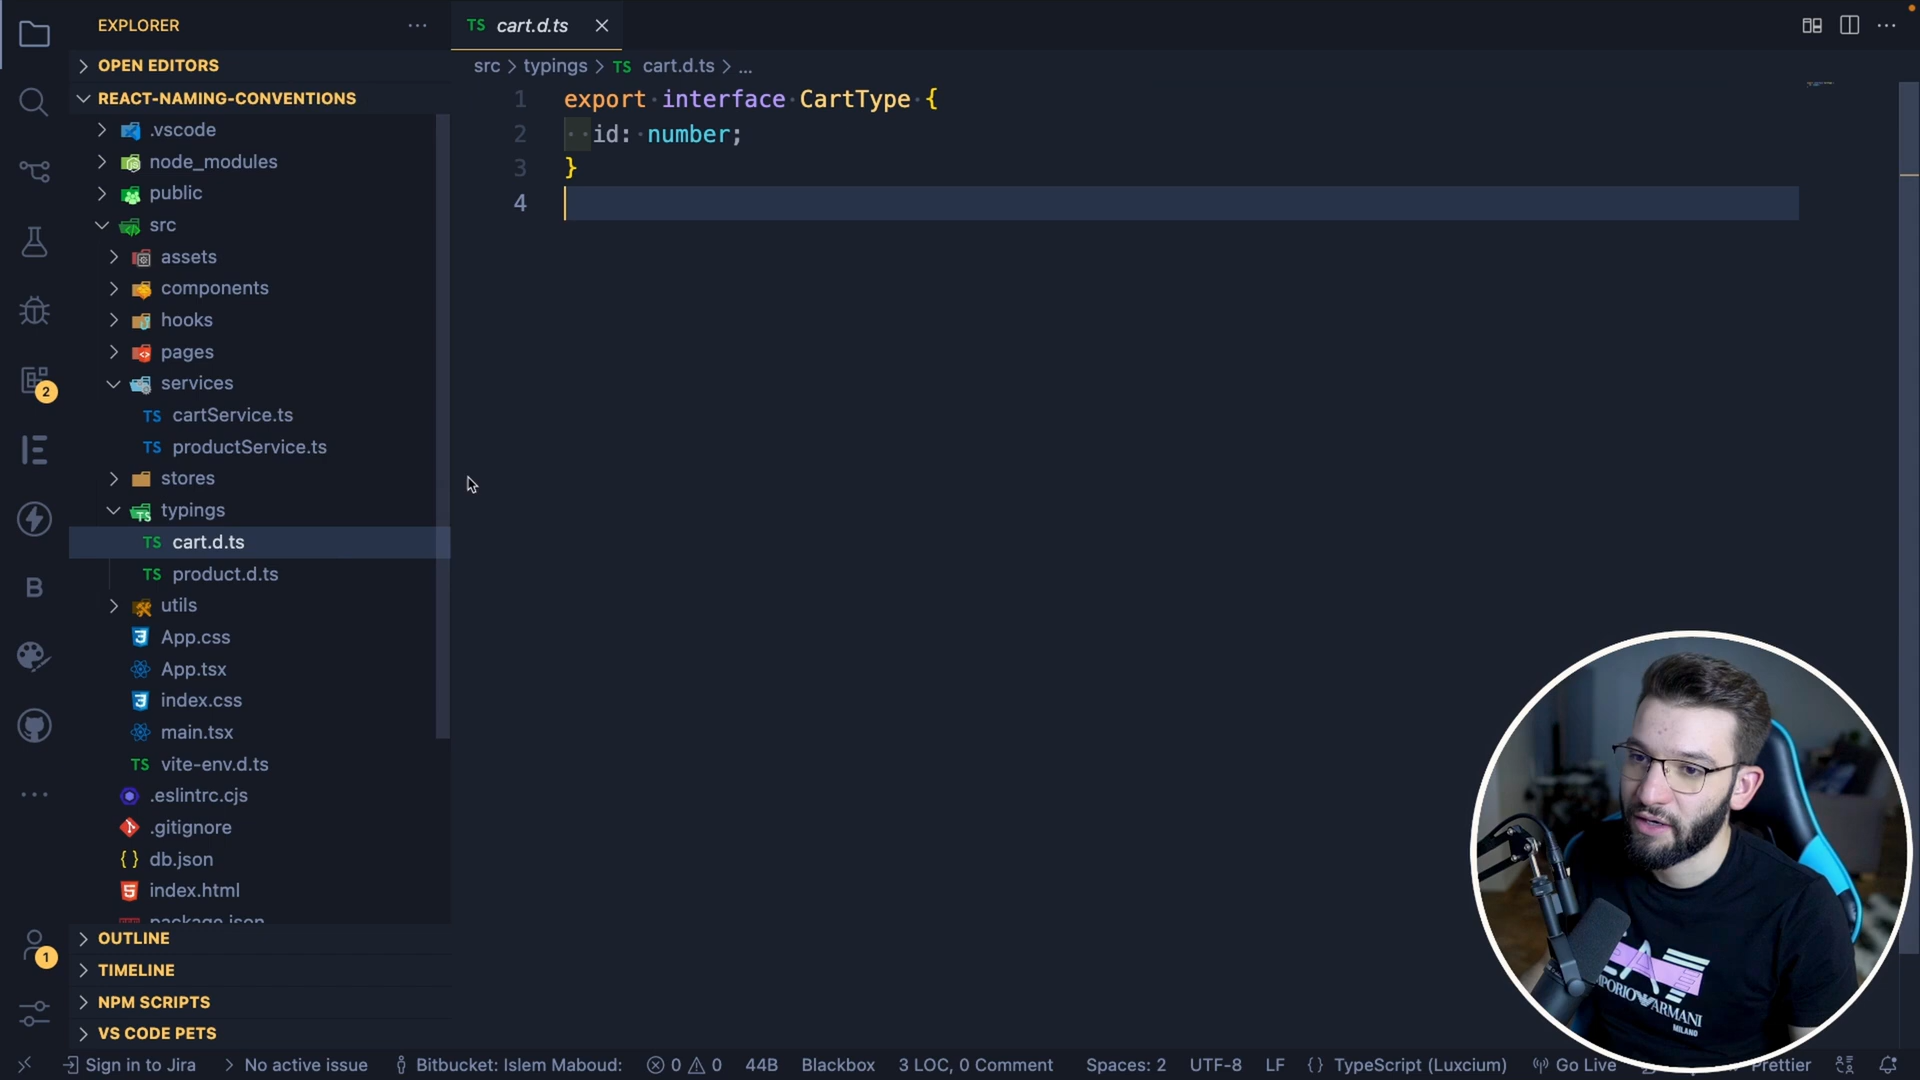 EXPLORER
OPEN EDITORS
REACT-NAMING-CONVENTIONS
.vscode
node_modules
public
src
assets
components
hooks
pages
services
TS cartService.ts
TS productService.ts
stores
typings
TS cart.d.ts
TS product.d.ts
utils
App.css
App.tsx
index.css
main.tsx
TS vite-env.d.ts
.eslintrc.cjs
.gitignore
{ } db.json
index.html
package.json
OUTLINE
TIMELINE
NPM SCRIPTS
VS CODE PETS
2
B
1
TS cart.d.ts
src > typings > TS cart.d.ts > ...
1 export interface CartType {
2 id: number;
3 }
4
EMPORIO ARMANI
MILANO
Sign in to Jira
No active issue
Bitbucket: Islem Maboud:
0 0
44B
Blackbox
3 LOC, 0 Comment
Spaces: 2
UTF-8
LF
{ } TypeScript (Luxcium)
Go Live
Prettier